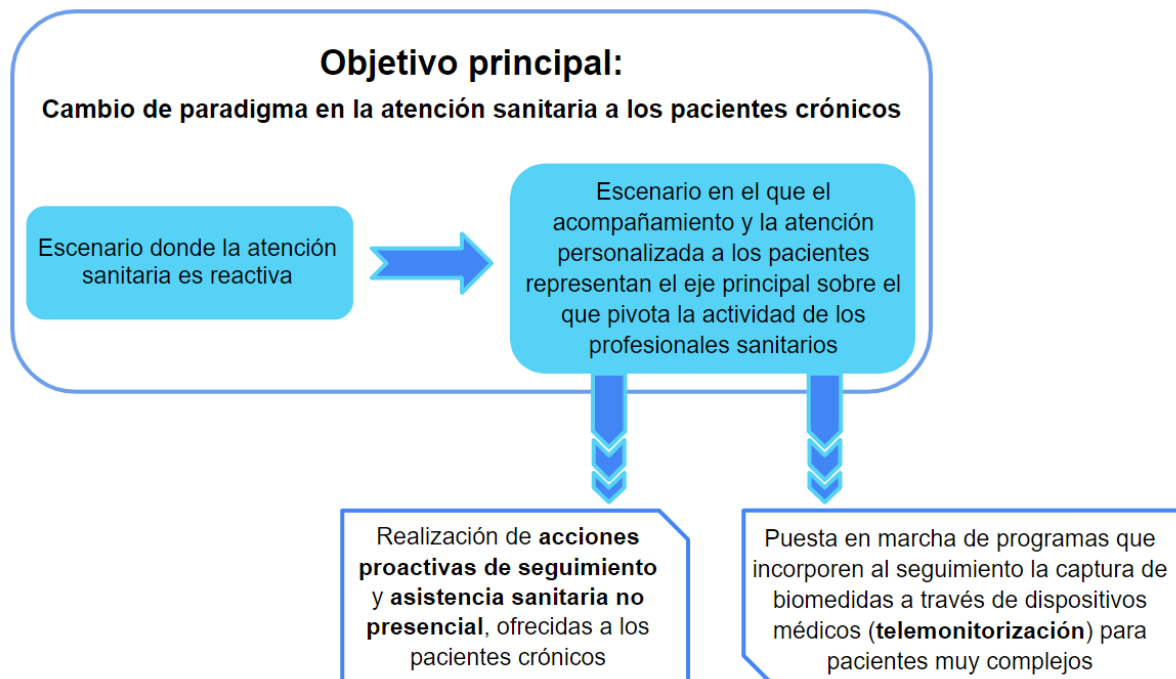 Objetivo principal:
Cambio de paradigma en la atención sanitaria a los pacientes crónicos
Escenario donde la atención
sanitaria es reactiva
Escenario en el que el
acompañamiento y la atención
personalizada a los pacientes
representan el eje principal sobre el
que pivota la actividad de los
profesionales sanitarios
Realización de acciones
proactivas de seguimiento
y asistencia sanitaria no
presencial, ofrecidas a los
pacientes crónicos
Puesta en marcha de programas que
incorporen al seguimiento la captura de
biomedidas a través de dispositivos
médicos (telemonitorización) para
pacientes muy complejos